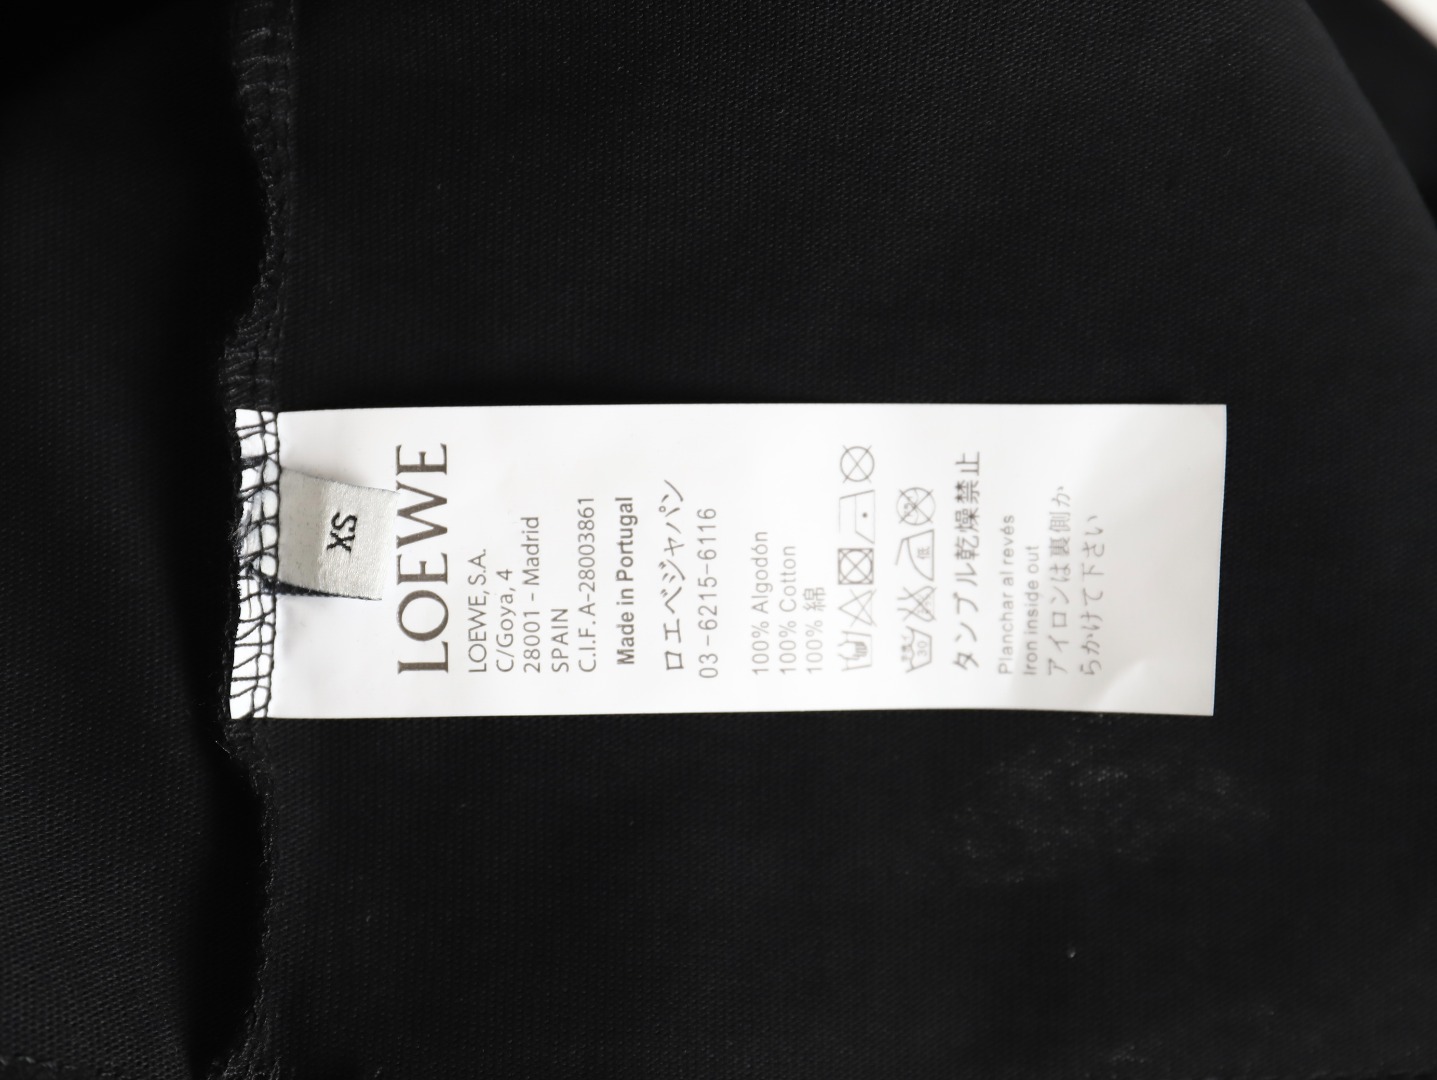 XS
LOEWE
LOEWE, S.A.
C/Goya, 4
28001 - Madrid
SPAIN
C.I.F. A-28003861
Made in Portugal
ロエベジャパン
03-6215-6116
100% Algodón
100% Cotton
100% 綿
30
低
タンブル乾燥禁止
Planchar al revés
Iron inside out
アイロンは裏側か
らかけて下さい